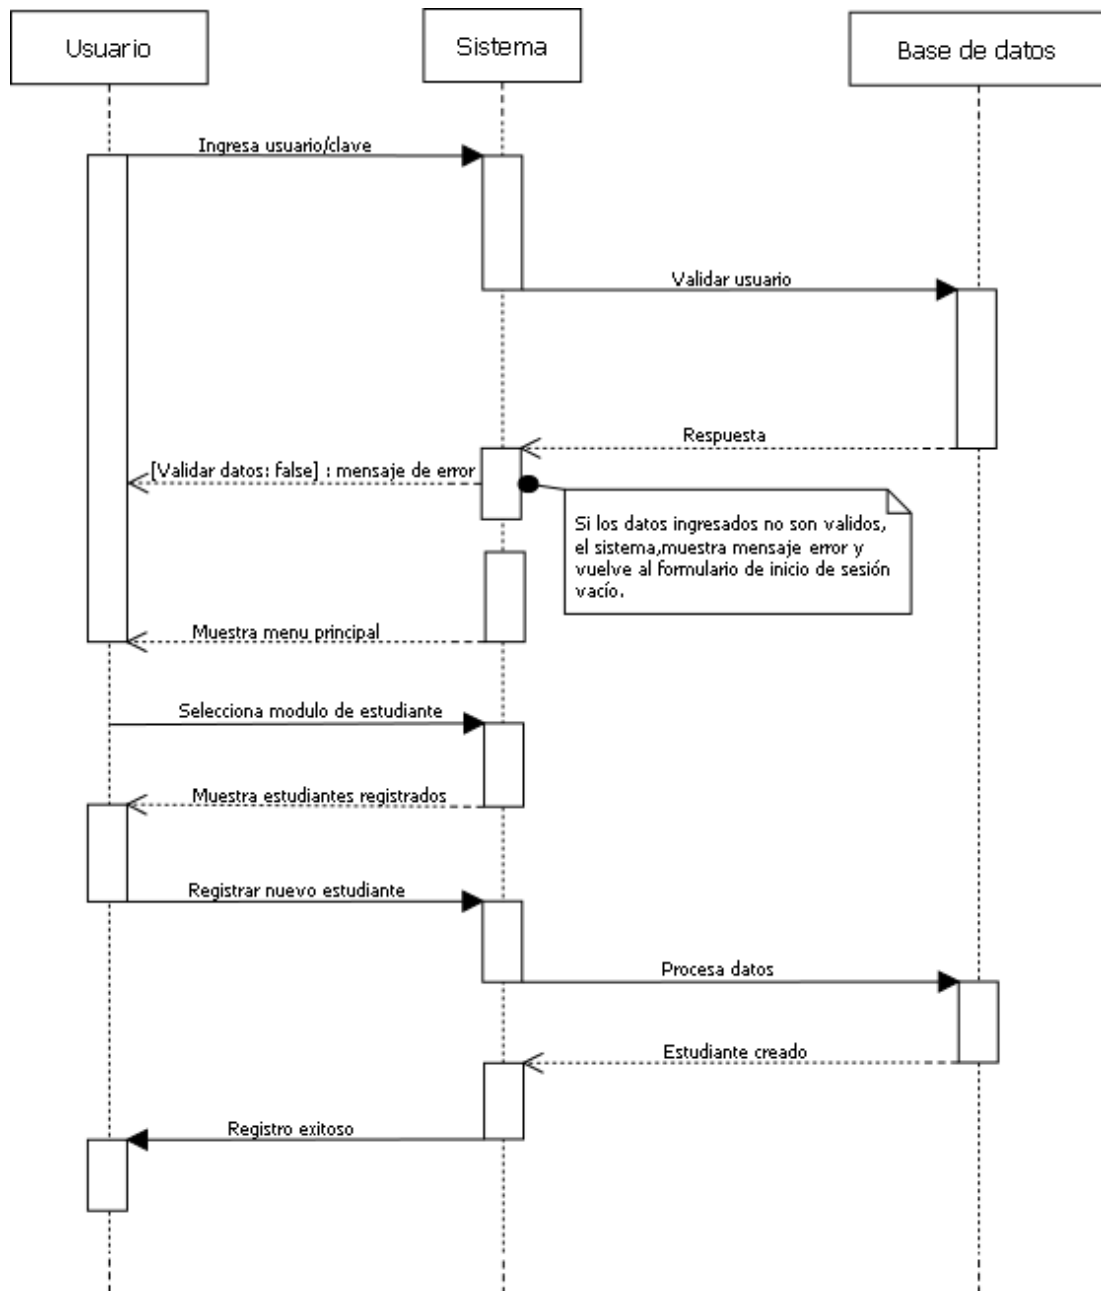 Usuario
Sistema
Base de datos
Ingresa usuario/clave
Validar usuario
Respuesta
[Validar datos: false] : mensaje de error
Si los datos ingresados no son validos,
el sistema,muestra mensaje error y
vuelve al formulario de inicio de sesión
vacío.
Muestra menu principal
Selecciona modulo de estudiante
Muestra estudiantes registrados
Registrar nuevo estudiante
Procesa datos
Estudiante creado
Registro exitoso